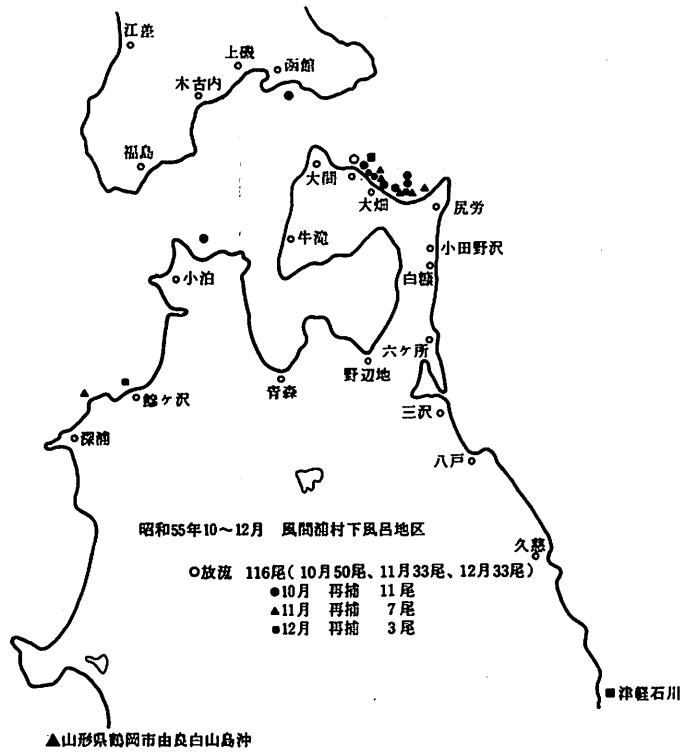 江差
上磯
函館
木古内
福島
大間
大畑
尻労
牛滝
小田野沢
白糠
小泊
六ケ所
野辺地
青森
鰺ヶ沢
三沢
深浦
八戸
昭和55年10～12月 風間浦村下風呂地区
久慈
放流 116尾(10月50尾、11月33尾、12月33尾)
●10月 再捕 11尾
▲11月 再捕 7尾
■12月 再捕 3尾
■津軽石川
▲山形県鶴岡市由良白山島沖